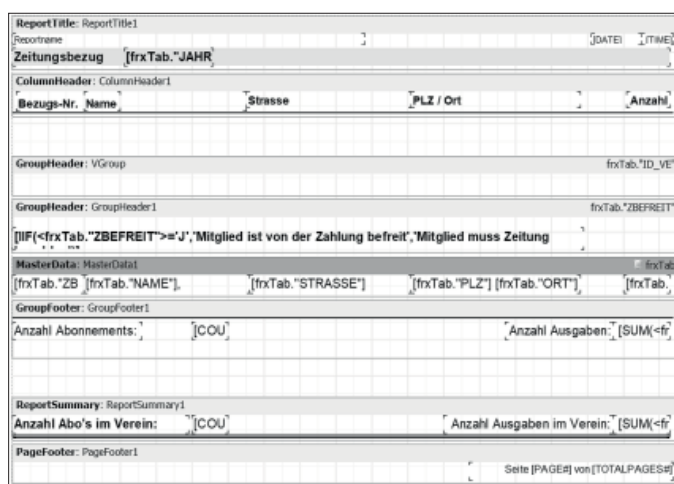 ReportTitle: ReportTitle1
Reportname [DATE] [TIME]
Zeitungsbezug [frxTab."JAHR
ColumnHeader: ColumnHeader1
Bezugs-Nr. Name Strasse PLZ / Ort Anzahl
GroupHeader: VGroup frxTab."ID_VE"
GroupHeader: GroupHeader1 frxTab."ZBEFREIT"
[IIF(<frxTab."ZBEFREIT">='J','Mitglied ist von der Zahlung befreit','Mitglied muss Zeitung
MasterData: MasterData1 frxTab
[frxTab."ZB [frxTab."NAME"], [frxTab."STRASSE"] [frxTab."PLZ"] [frxTab."ORT"] [frxTab.
GroupFooter: GroupFooter1
Anzahl Abonnements: [COU Anzahl Ausgaben: [SUM(<fr
ReportSummary: ReportSummary1
Anzahl Abo's im Verein: [COU Anzahl Ausgaben im Verein: [SUM(<fr
PageFooter: PageFooter1
Seite [PAGE#] von [TOTALPAGES#]